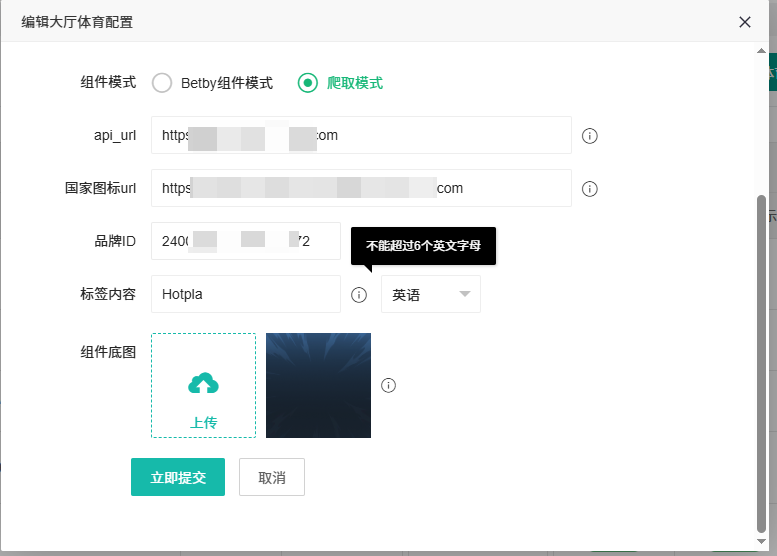 编辑大厅体育配置
组件模式 Betby组件模式 爬取模式
api_url https com
国家图标url https com
品牌ID 2400 72
不能超过6个英文字母
标签内容 Hotpla 英语
组件底图
上传
立即提交 取消